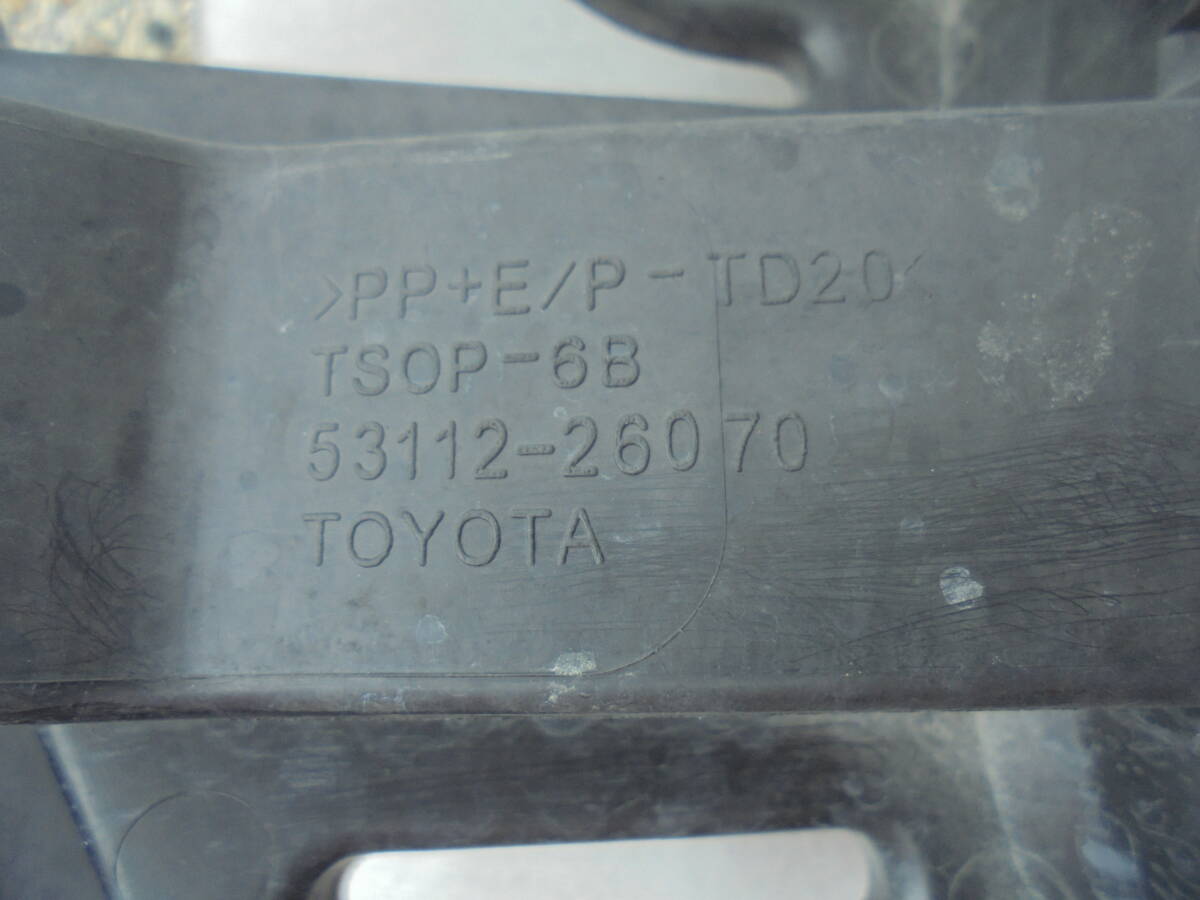 >PP+E/P-TD20<
TSOP-6B
53112-26070
TOYOTA